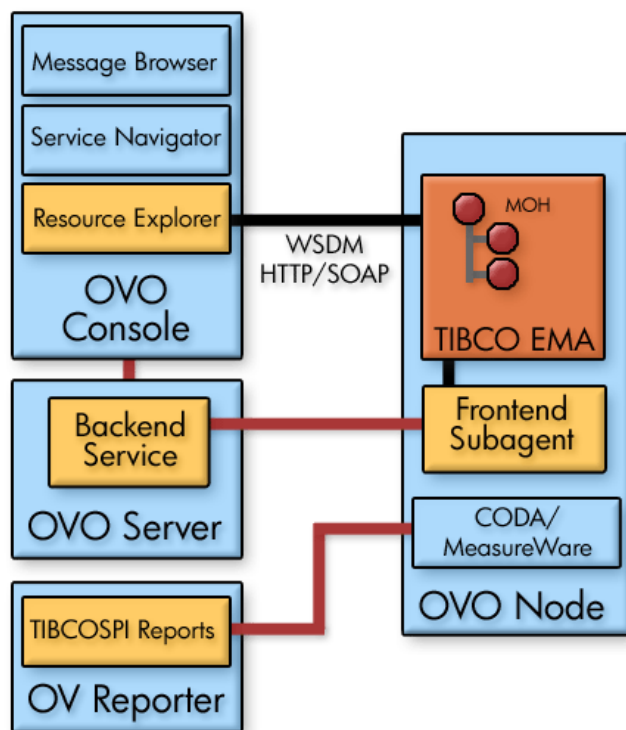 Message Browser
Service Navigator
Resource Explorer
OVO
Console
WSDM
HTTP/SOAP
MOH
TIBCO EMA
Backend
Service
OVO Server
Frontend
Subagent
CODA/
MeasureWare
OVO Node
TIBCOSPI Reports
OV Reporter